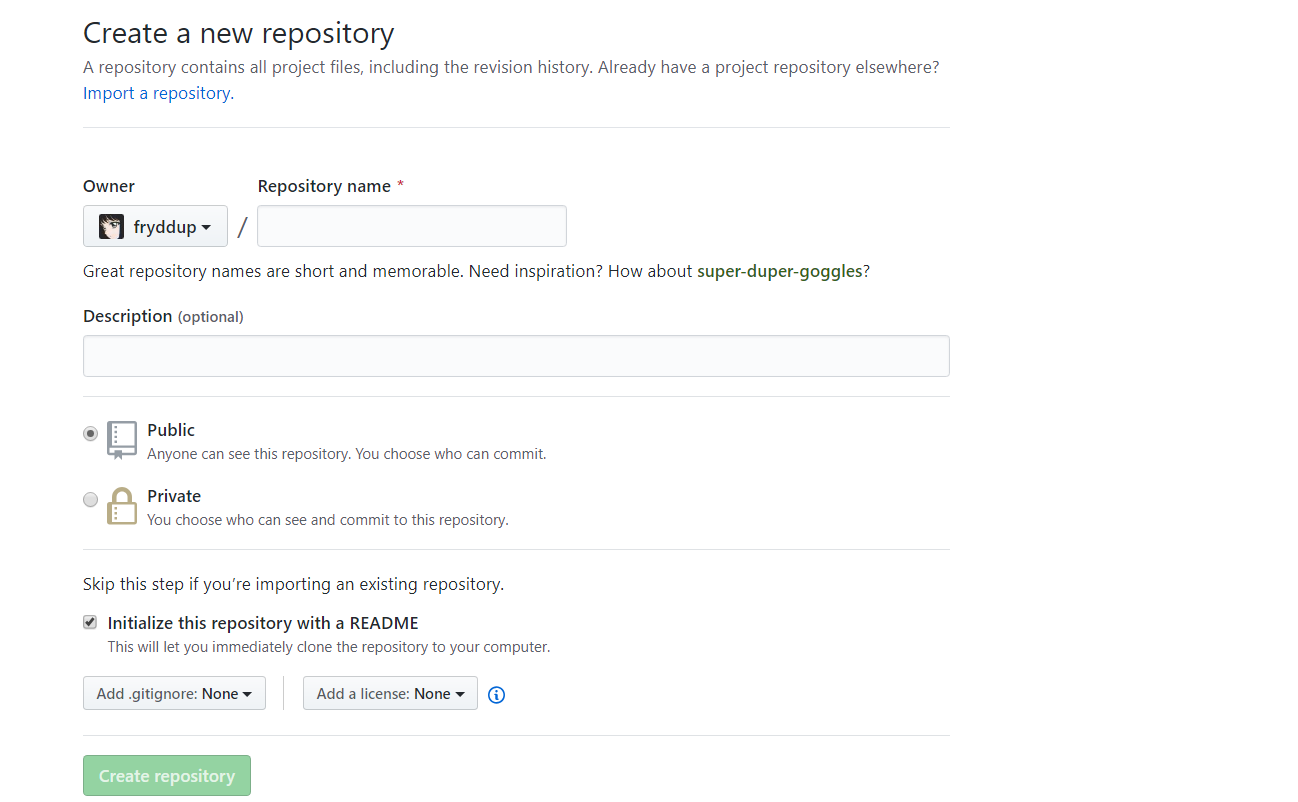 Create a new repository
A repository contains all project files, including the revision history. Already have a project repository elsewhere?
Import a repository.
Owner
Repository name *
fryddup
/
Great repository names are short and memorable. Need inspiration? How about super-duper-goggles?
Description (optional)
Public
Anyone can see this repository. You choose who can commit.
Private
You choose who can see and commit to this repository.
Skip this step if you’re importing an existing repository.
Initialize this repository with a README
This will let you immediately clone the repository to your computer.
Add .gitignore: None
Add a license: None
Create repository